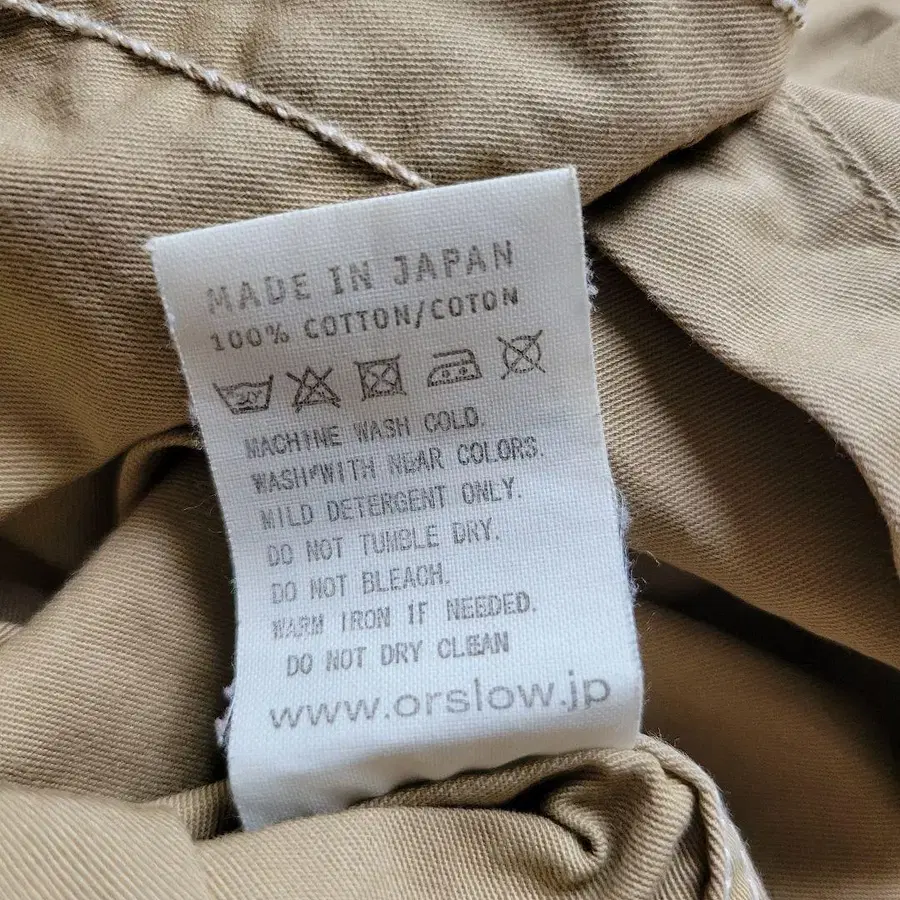 MADE IN JAPAN
100% COTTON/COTON
MACHINE WASH COLD.
WASH WITH NEAR COLORS.
MILD DETERGENT ONLY.
DO NOT TUMBLE DRY.
DO NOT BLEACH.
WARM IRON IF NEEDED.
DO NOT DRY CLEAN
www.orslow.jp